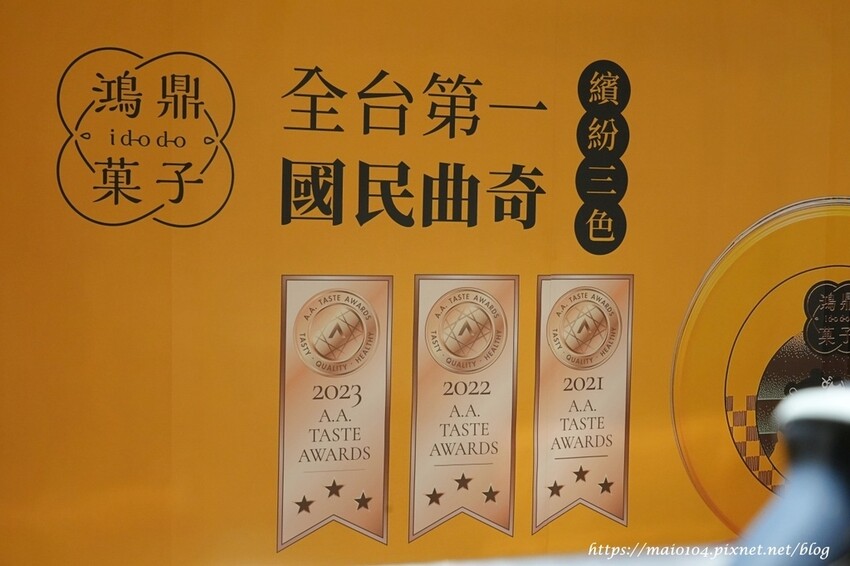 鴻鼎
idodo
菓子
全台第一
國民曲奇
繽紛三色
A.A. TASTE AWARDS
TASTY · QUALITY · HEALTHY
2023
A.A.
TASTE
AWARDS
A.A. TASTE AWARDS
TASTY · QUALITY · HEALTHY
2022
A.A.
TASTE
AWARDS
A.A. TASTE AWARDS
TASTY · QUALITY · HEALTHY
2021
A.A.
TASTE
AWARDS
鴻鼎
idodo
菓子
https://maio104.pixnet.net/blog